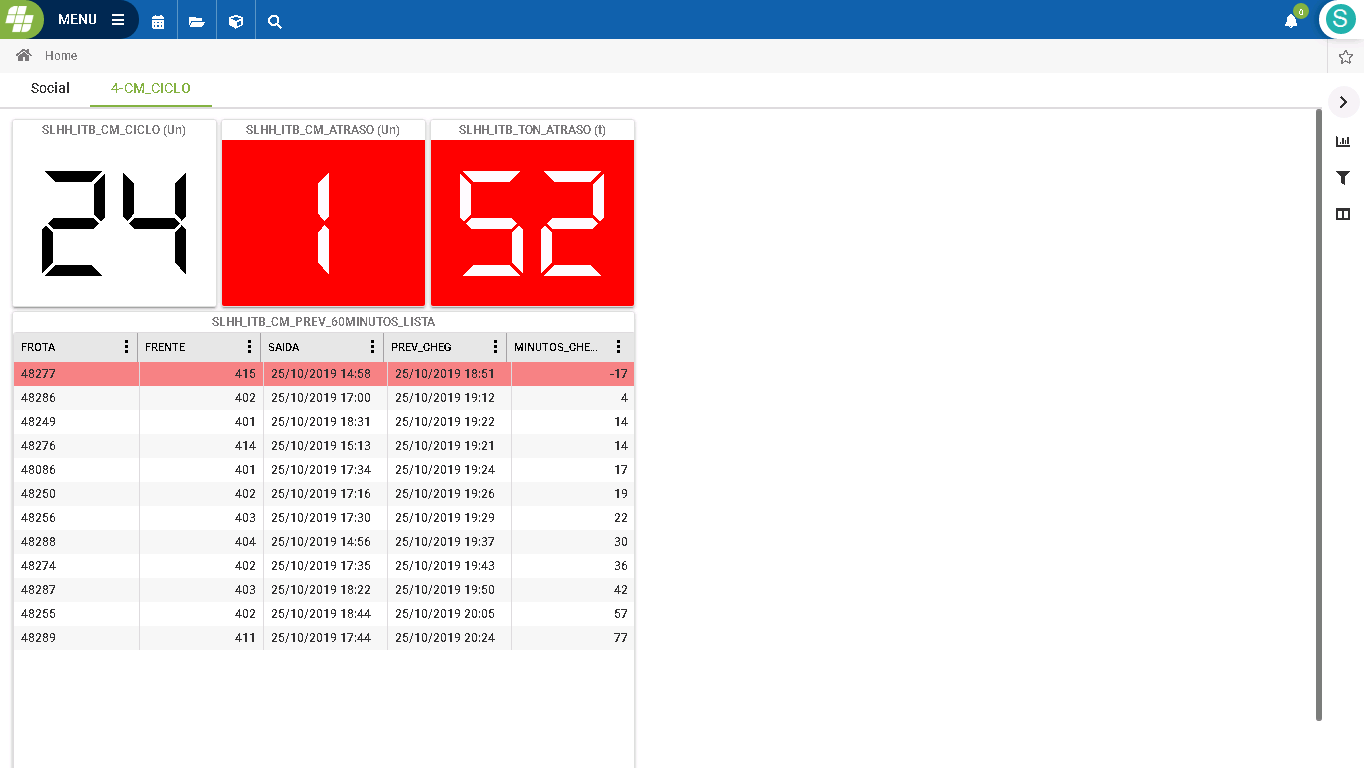 MENU
0
S
Home
Social 4-CM_CICLO
SLHH_ITB_CM_CICLO (Un) SLHH_ITB_CM_ATRASO (Un) SLHH_ITB_TON_ATRASO (t)
24 1 52
SLHH_ITB_CM_PREV_60MINUTOS_LISTA
FROTA FRENTE SAIDA PREV_CHEG MINUTOS_CHE...
48277 415 25/10/2019 14:58 25/10/2019 18:51 -17
48286 402 25/10/2019 17:00 25/10/2019 19:12 4
48249 401 25/10/2019 18:31 25/10/2019 19:22 14
48276 414 25/10/2019 15:13 25/10/2019 19:21 14
48086 401 25/10/2019 17:34 25/10/2019 19:24 17
48250 402 25/10/2019 17:16 25/10/2019 19:26 19
48256 403 25/10/2019 17:30 25/10/2019 19:29 22
48288 404 25/10/2019 14:56 25/10/2019 19:37 30
48274 402 25/10/2019 17:35 25/10/2019 19:43 36
48287 403 25/10/2019 18:22 25/10/2019 19:50 42
48255 402 25/10/2019 18:44 25/10/2019 20:05 57
48289 411 25/10/2019 17:44 25/10/2019 20:24 77